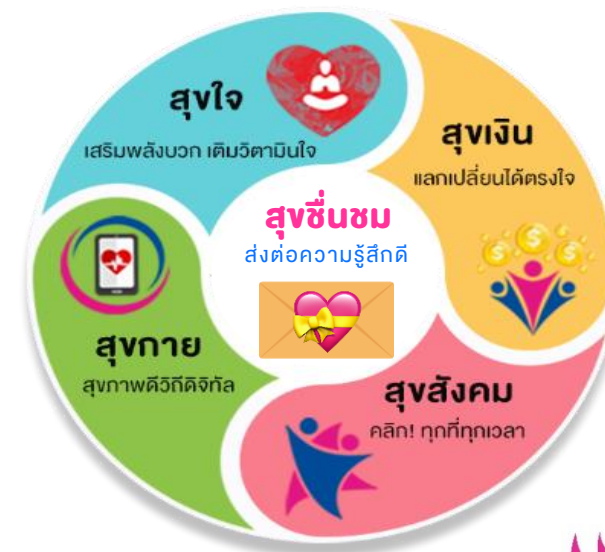 สุขใจ
เสริมพลังบวก เติมวิตามินใจ
สุขเงิน
แลกเปลี่ยนได้ตรงใจ
สุขชื่นชม
ส่งต่อความรู้สึกดี
สุขกาย
สุขภาพดีวิถีดิจิทัล
สุขสังคม
คลิก! ทุกที่ทุกเวลา